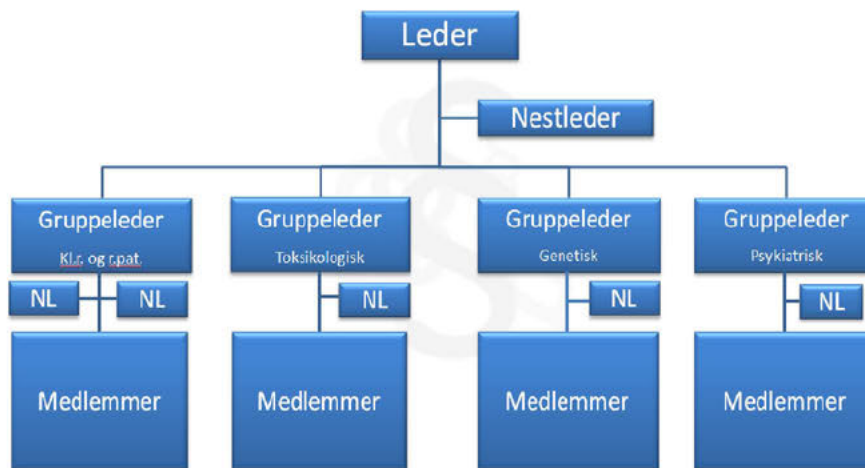 Leder
Nestleder
Gruppeleder
Kl.r. og r.pat.
Gruppeleder
Toksikologisk
Gruppeleder
Genetisk
Gruppeleder
Psykiatrisk
NL
NL
NL
NL
NL
Medlemmer
Medlemmer
Medlemmer
Medlemmer